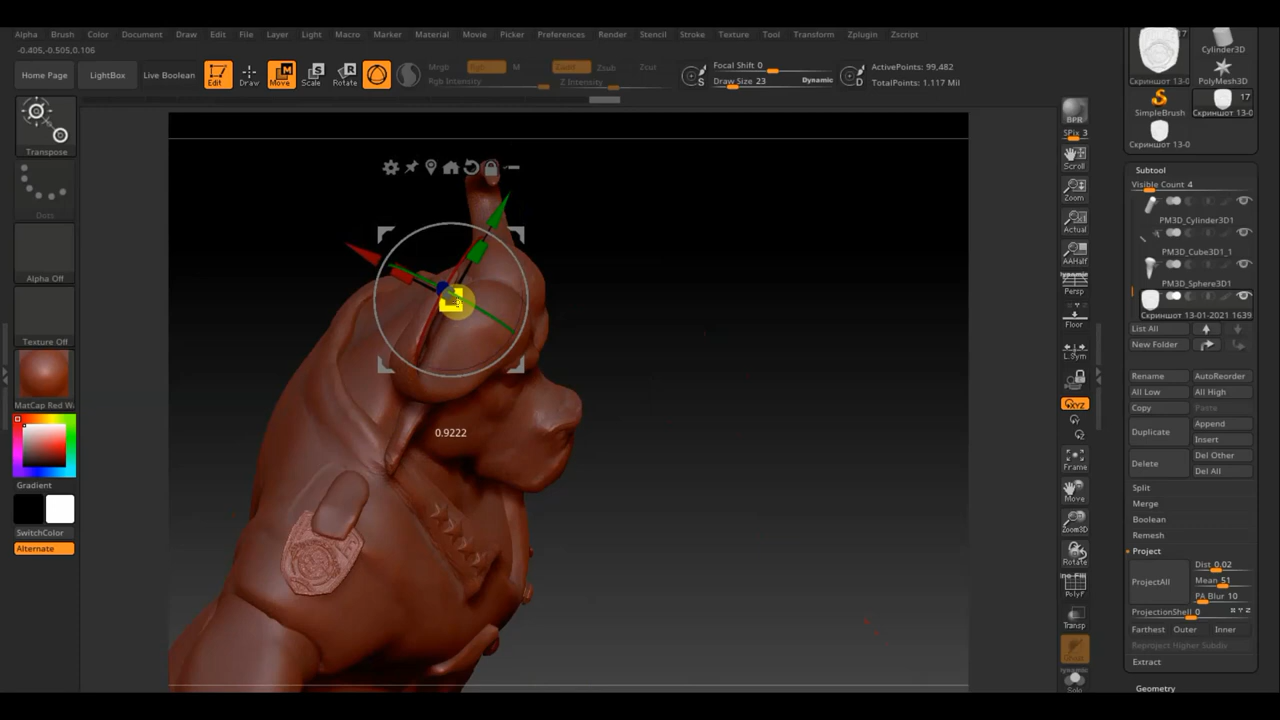 Alpha Brush Color Document Draw Edit File Layer Light Macro Marker Material Movie Picker Preferences Render Stencil Stroke Texture Tool Transform Zplugin Zscript
-0.405,-0.505,0.106
Home Page LightBox Live Boolean Edit Draw Move Scale Rotate
Mrgb Rgb M Zadd Zsub Zcut
Rgb Intensity Z Intensity
Focal Shift 0
Draw Size 23 Dynamic
ActivePoints: 99,482
TotalPoints: 1.117 Mil
Transpose
Dots
Alpha Off
Texture Off
MatCap Red Wa
Gradient
SwitchColor
Alternate
0.9222
BPR
SPix 3
Scroll
Zoom
Actual
AAHalf
Dynamic
Persp
Floor
L.Sym
XYZ
Frame
Move
Zoom3D
Rotate
PolyF
Transp
Ghost
Dynamic
Solo
17
Скриншот 13-0
Cylinder3D
PolyMesh3D
SimpleBrush
17
Скриншот 13-0
Скриншот 13-0
Subtool
Visible Count 4
PM3D_Cylinder3D1
PM3D_Cube3D1_1
PM3D_Sphere3D1
Скриншот 13-01-2021 1639
List All
New Folder
Rename AutoReorder
All Low All High
Copy Paste
Duplicate Append
Insert
Delete Del Other
Del All
Split
Merge
Boolean
Remesh
Project
ProjectAll Dist 0.02
Mean 51
PA Blur 10
ProjectionShell 0 X Y Z
Farthest Outer Inner
Reproject Higher Subdiv
Extract
Geometry